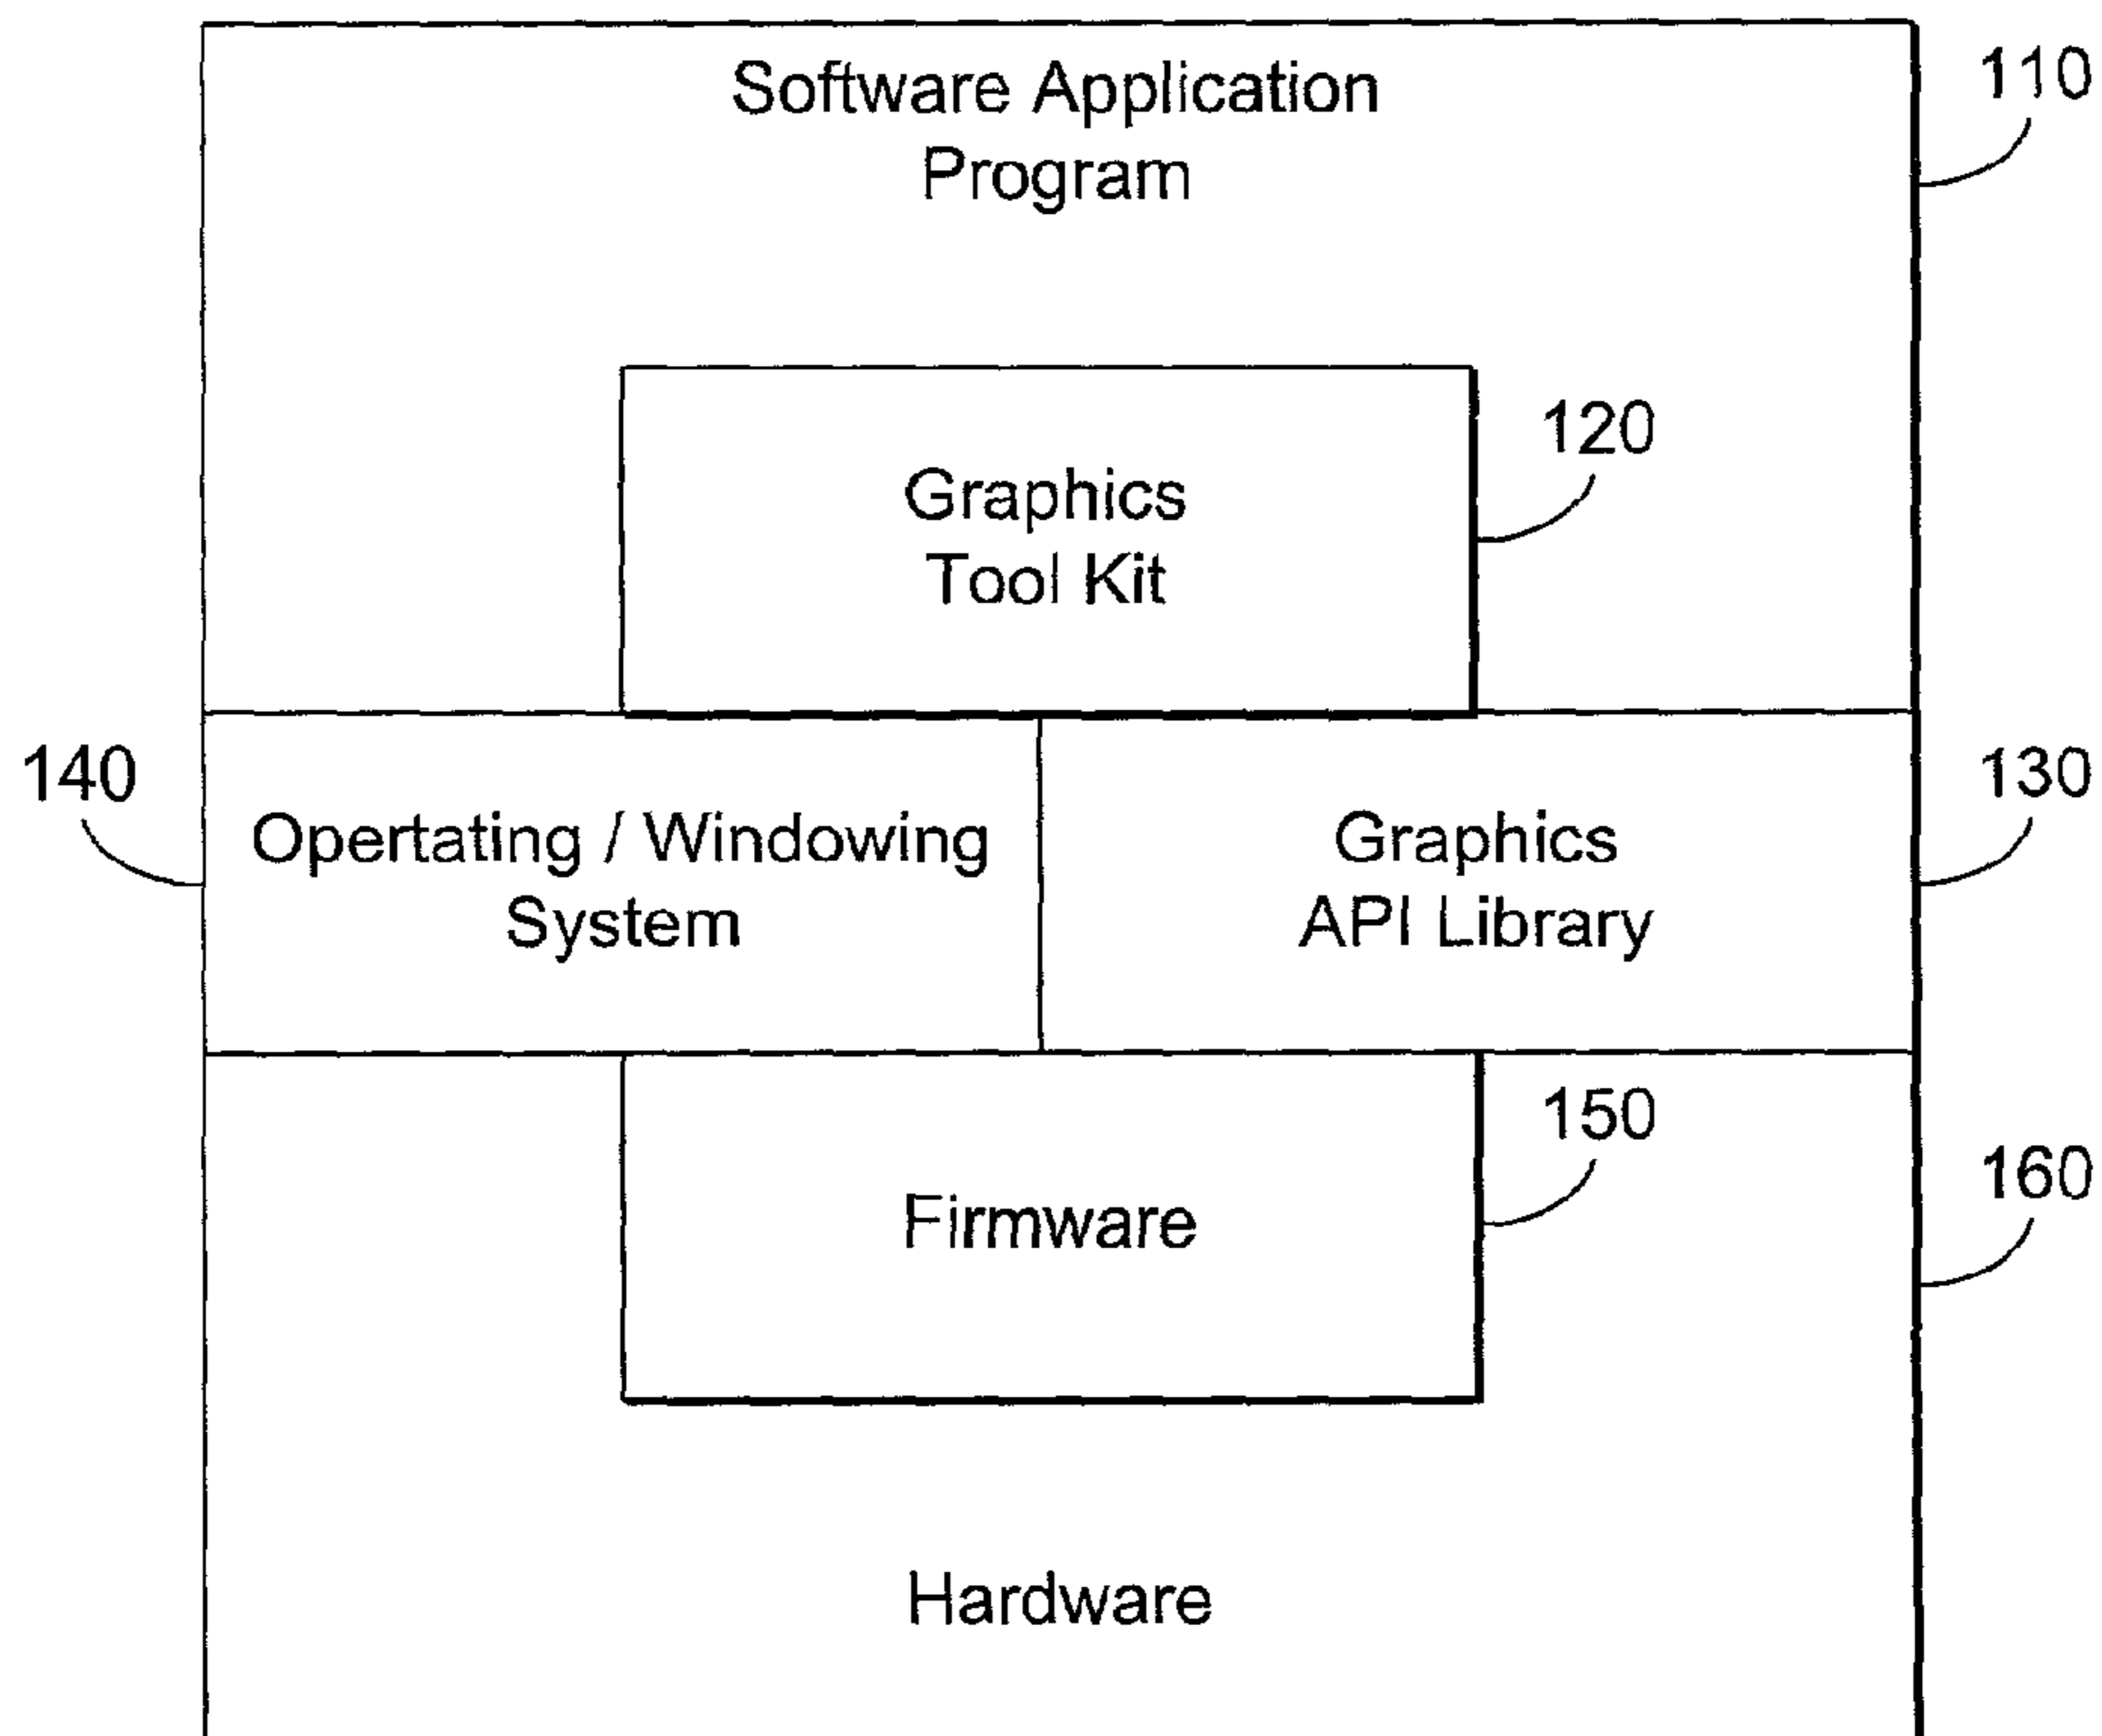 Software Application
Program
110
Graphics
Tool Kit
120
140
Opertating / Windowing
System
Graphics
API Library
130
Firmware
150
160
Hardware